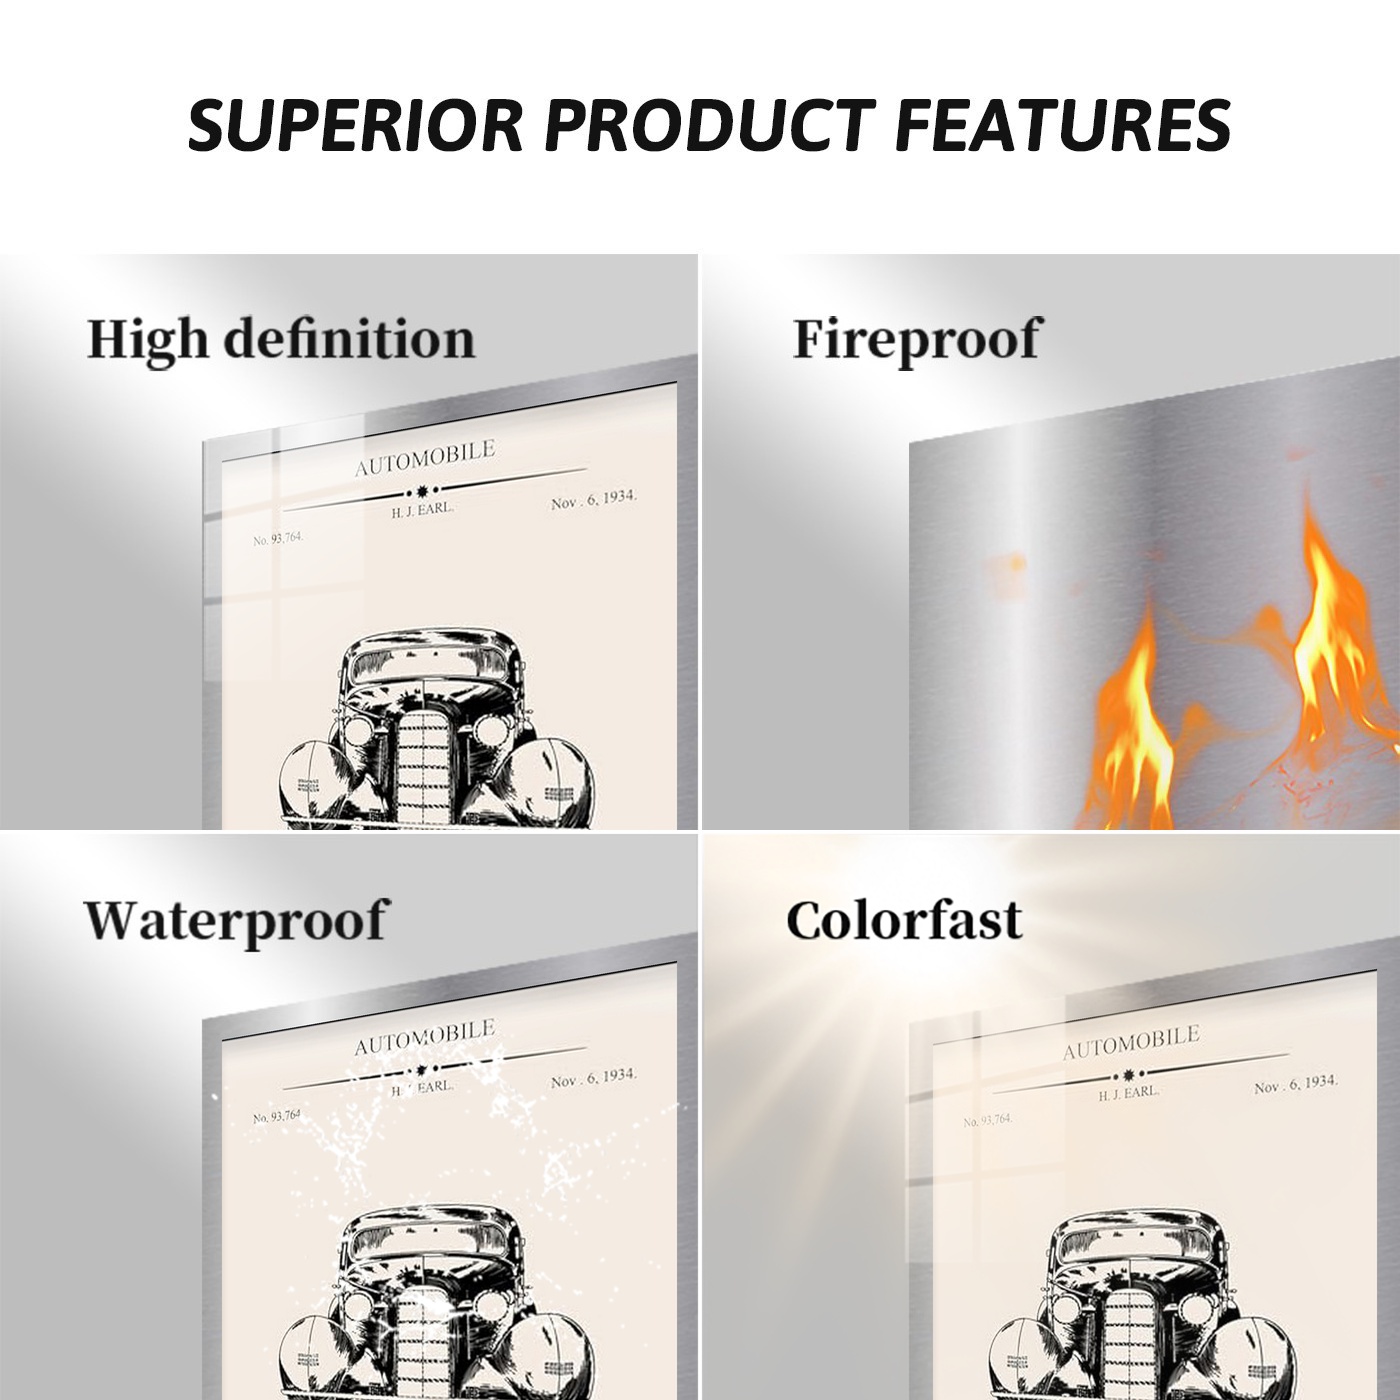 SUPERIOR PRODUCT FEATURES
High definition
AUTOMOBILE
H. J. EARL.
Nov . 6, 1934.
No. 93,764.
Fireproof
Waterproof
AUTOMOBILE
H. EARL.
Nov . 6, 1934.
No. 93,764
Colorfast
AUTOMOBILE
H. J. EARL.
Nov . 6, 1934.
No. 93,764.